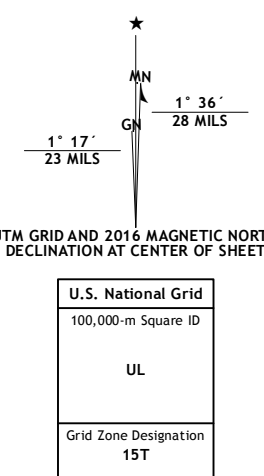 ★
MN
1° 36´
GN
28 MILS
1° 17´
23 MILS
UTM GRID AND 2016 MAGNETIC NORT
DECLINATION AT CENTER OF SHEET
U.S. National Grid
100,000-m Square ID
UL
Grid Zone Designation
15T